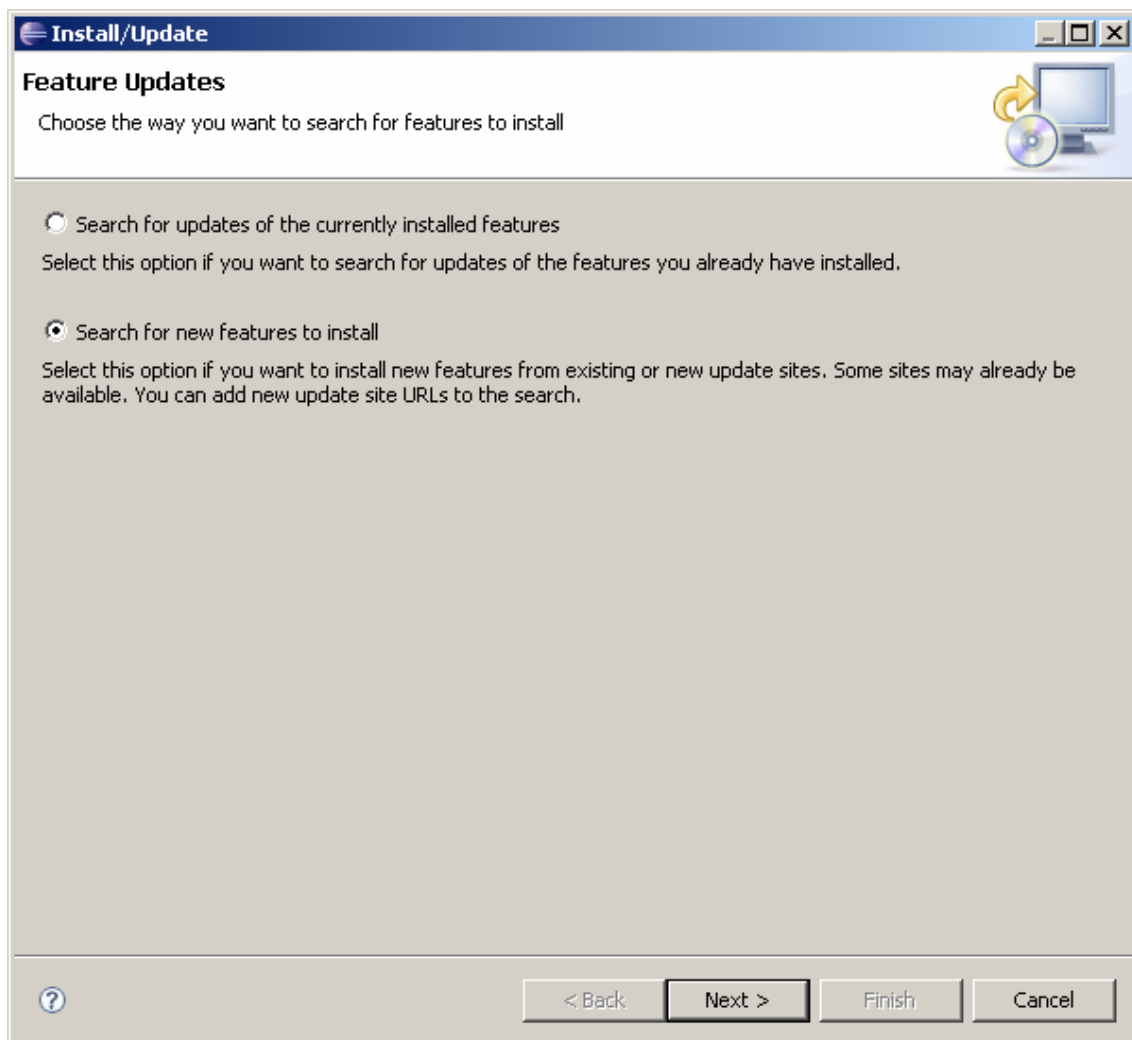 Install/Update
Feature Updates
Choose the way you want to search for features to install
Search for updates of the currently installed features
Select this option if you want to search for updates of the features you already have installed.
Search for new features to install
Select this option if you want to install new features from existing or new update sites. Some sites may already be
available. You can add new update site URLs to the search.
? < Back Next > Finish Cancel